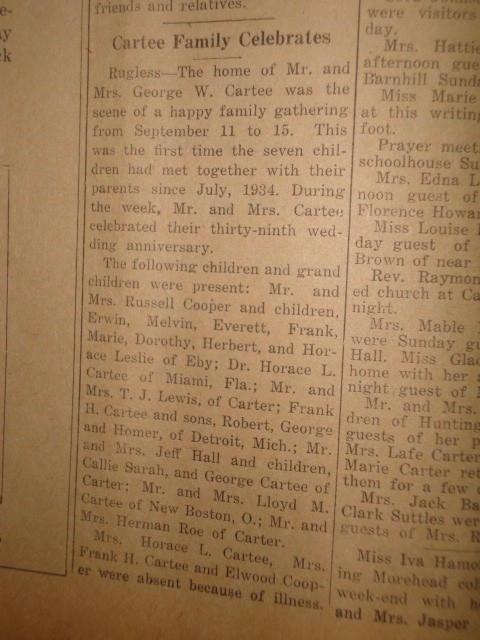 friends and relatives.
Cartee Family Celebrates
Rugless—The home of Mr. and
Mrs. George W. Cartee was the
scene of a happy family gathering
from September 11 to 15. This
was the first time the seven chil-
dren had met together with their
parents since July, 1934. During
the week, Mr. and Mrs. Cartee
celebrated their thirty-ninth wed-
ding anniversary.
The following children and grand
children were present: Mr. and
Mrs. Russell Cooper and children,
Erwin, Melvin, Everett, Frank,
Marie, Dorothy, Herbert, and Hor-
ace Leslie of Eby; Dr. Horace L.
Cartee of Miami, Fla.; Mr. and
Mrs. T. J. Lewis, of Carter; Frank
H. Cartee and sons, Robert, George
and Homer, of Detroit, Mich.; Mr.
and Mrs. Jeff Hall and children,
Callie Sarah, and George Cartee of
Carter; Mr. and Mrs. Lloyd M.
Cartee of New Boston, O.; Mr. and
Mrs. Herman Roe of Carter.
Mrs. Horace L. Cartee, Mrs.
Frank H. Cartee and Elwood Coop-
er were absent because of illness.
were visitors
day.
Mrs. Hattie
afternoon gue
Barnhill Sunda
Miss Marie
at this writing
foot.
Prayer meet
schoolhouse Su
Mrs. Edna L
noon guest of
Florence Howar
Miss Louise
day guest of
Brown of near
Rev. Raymon
ed church at Ca
night.
Mrs. Mable
were Sunday gu
Hall. Miss Glad
home with her
night guest of
Mr. and Mrs.
dren of Hunting
guests of her p
Mrs. Lafe Carter
Marie Carter ret
them for a few
Mrs. Jack Ba
Clark Suttles were
guests of Mrs. R
Miss Iva Hamo
ing Morehead col
week-end with h
and Mrs. Jasper